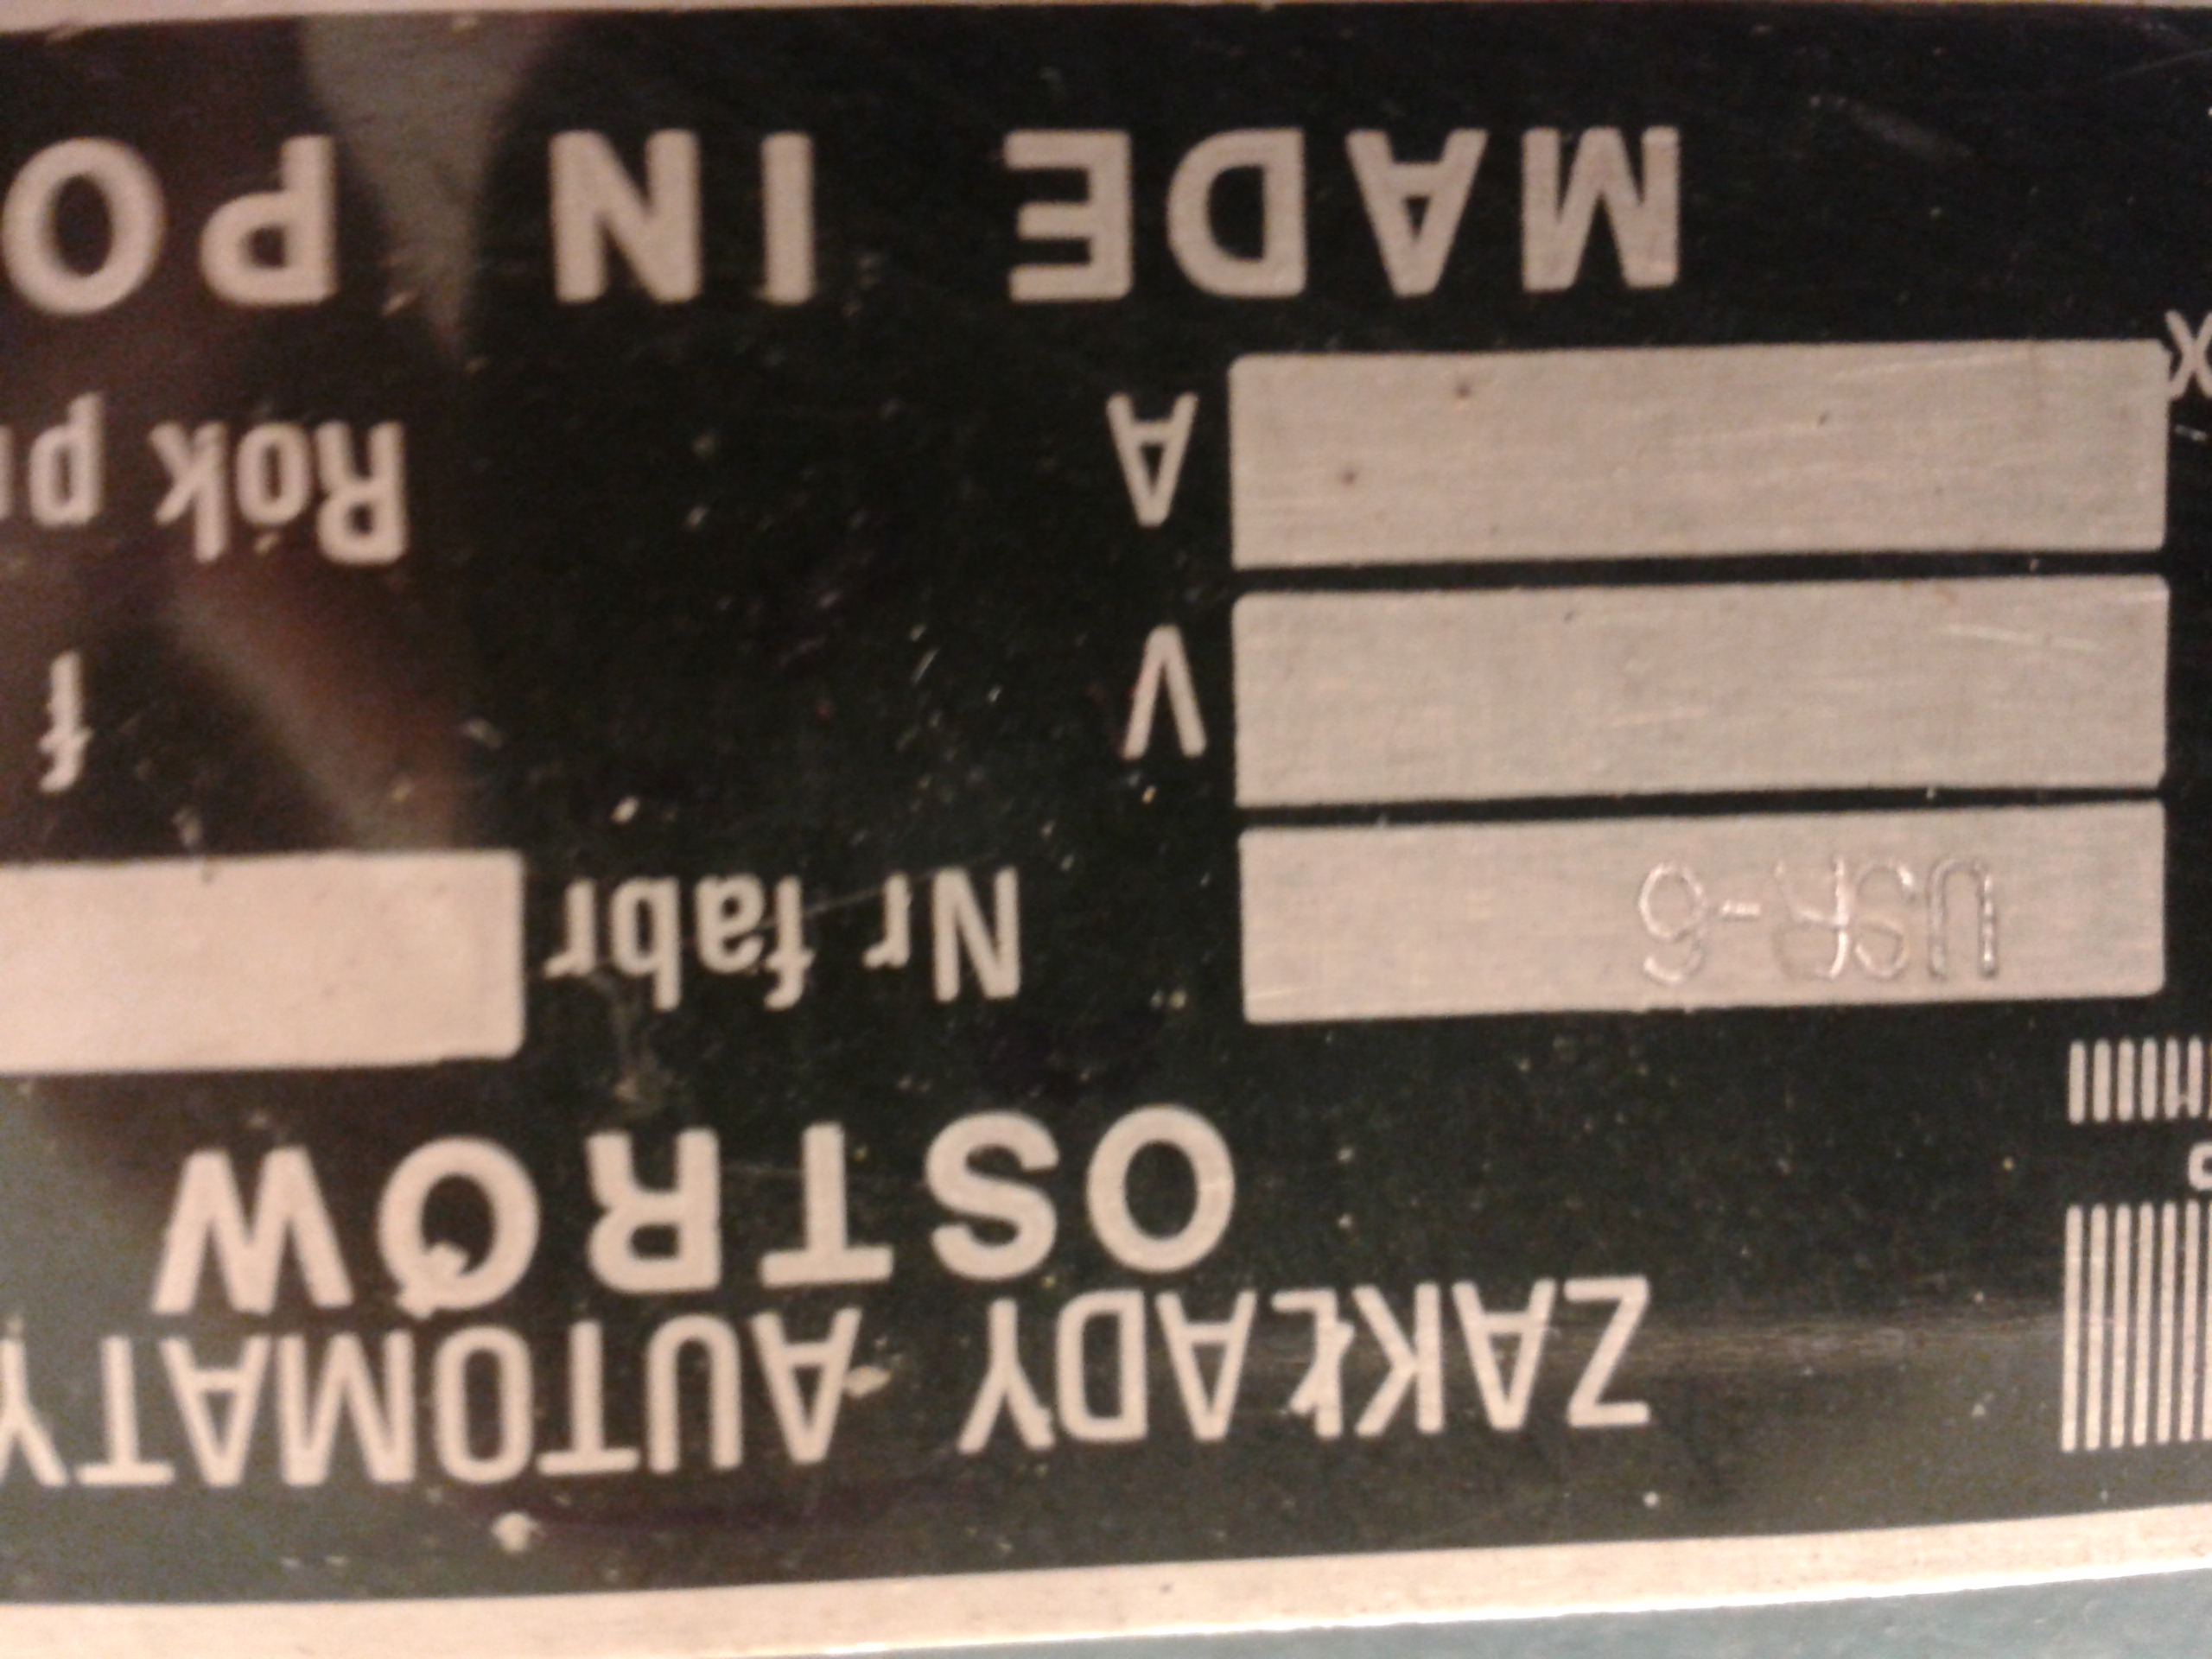 ZAKŁADY AUTOMATY
OSTRÓW
P
M
USR-6
Nr fabr
V
f
A
Rók p
X
MADE IN PO